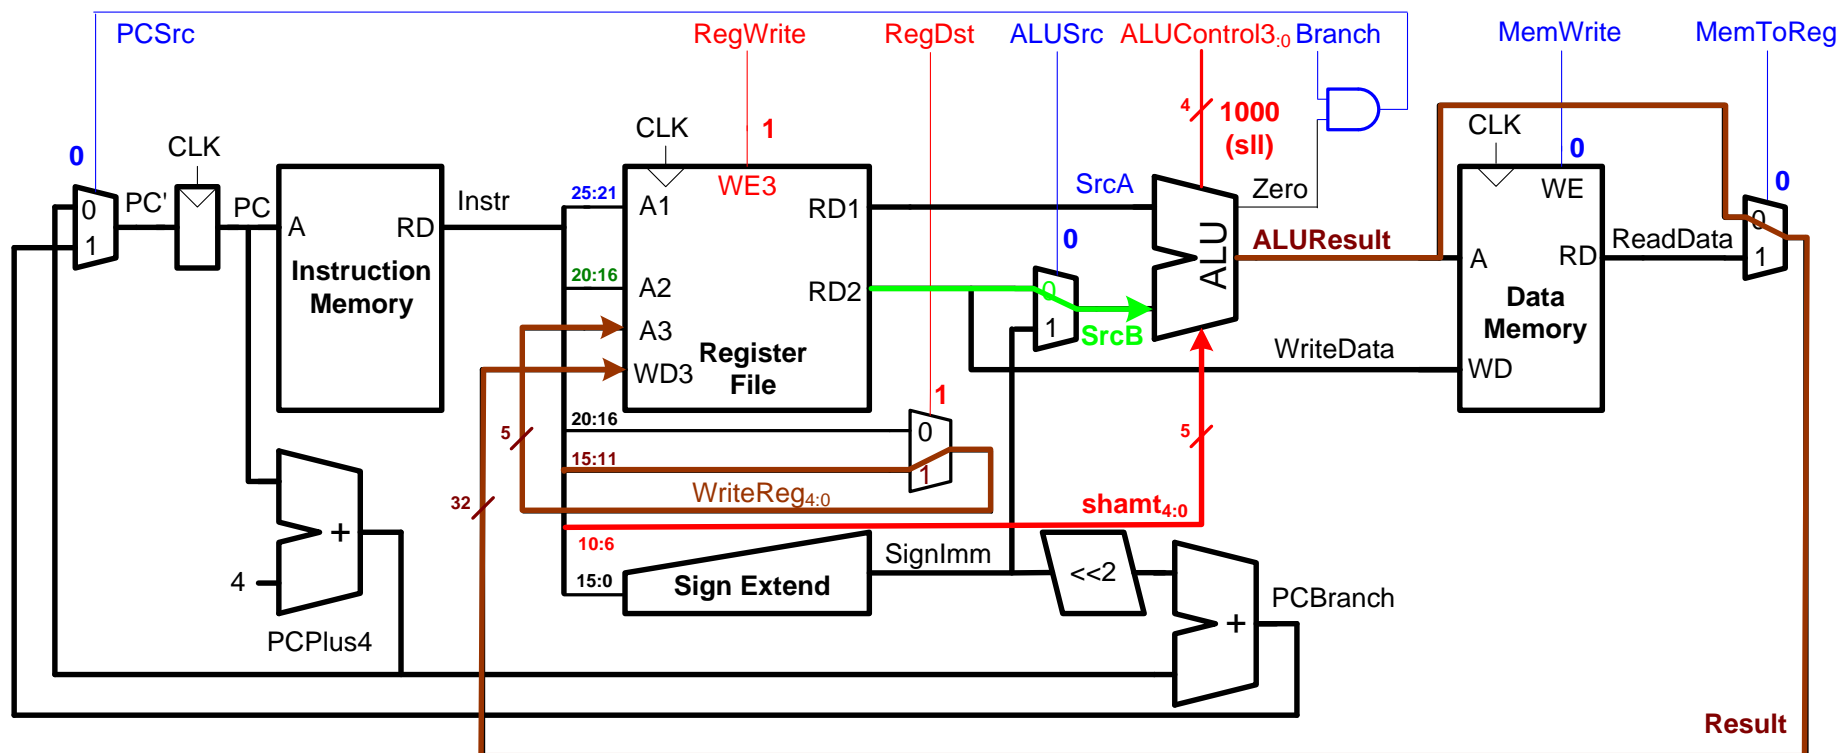 PCSrc
RegWrite
RegDst
ALUSrc
ALUControl3:0
Branch
MemWrite
MemToReg
4
1000
(sll)
CLK
1
CLK
0
CLK
0
0
WE3
WE
0
1
PC'
PC
A
RD
Instr
Instruction
Memory
25:21
A1
RD1
SrcA
Zero
20:16
A2
RD2
0
0
1
SrcB
ALU
ALUResult
A
RD
ReadData
0
1
Data
Memory
A3
WD3
Register
File
WriteData
WD
20:16
1
0
1
5
15:11
WriteReg4:0
32
5
shamt4:0
10:6
15:0
Sign Extend
SignImm
<<2
+
4
PCPlus4
+
PCBranch
Result